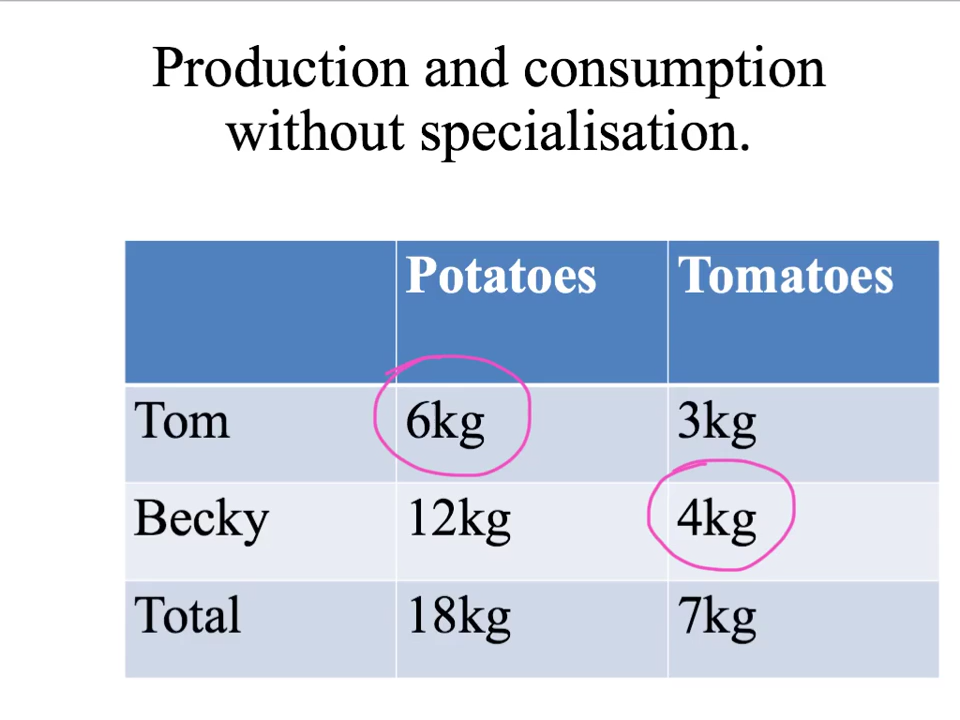 Production and consumption
without specialisation.
Potatoes Tomatoes
Tom 6kg 3kg
Becky 12kg 4kg
Total 18kg 7kg